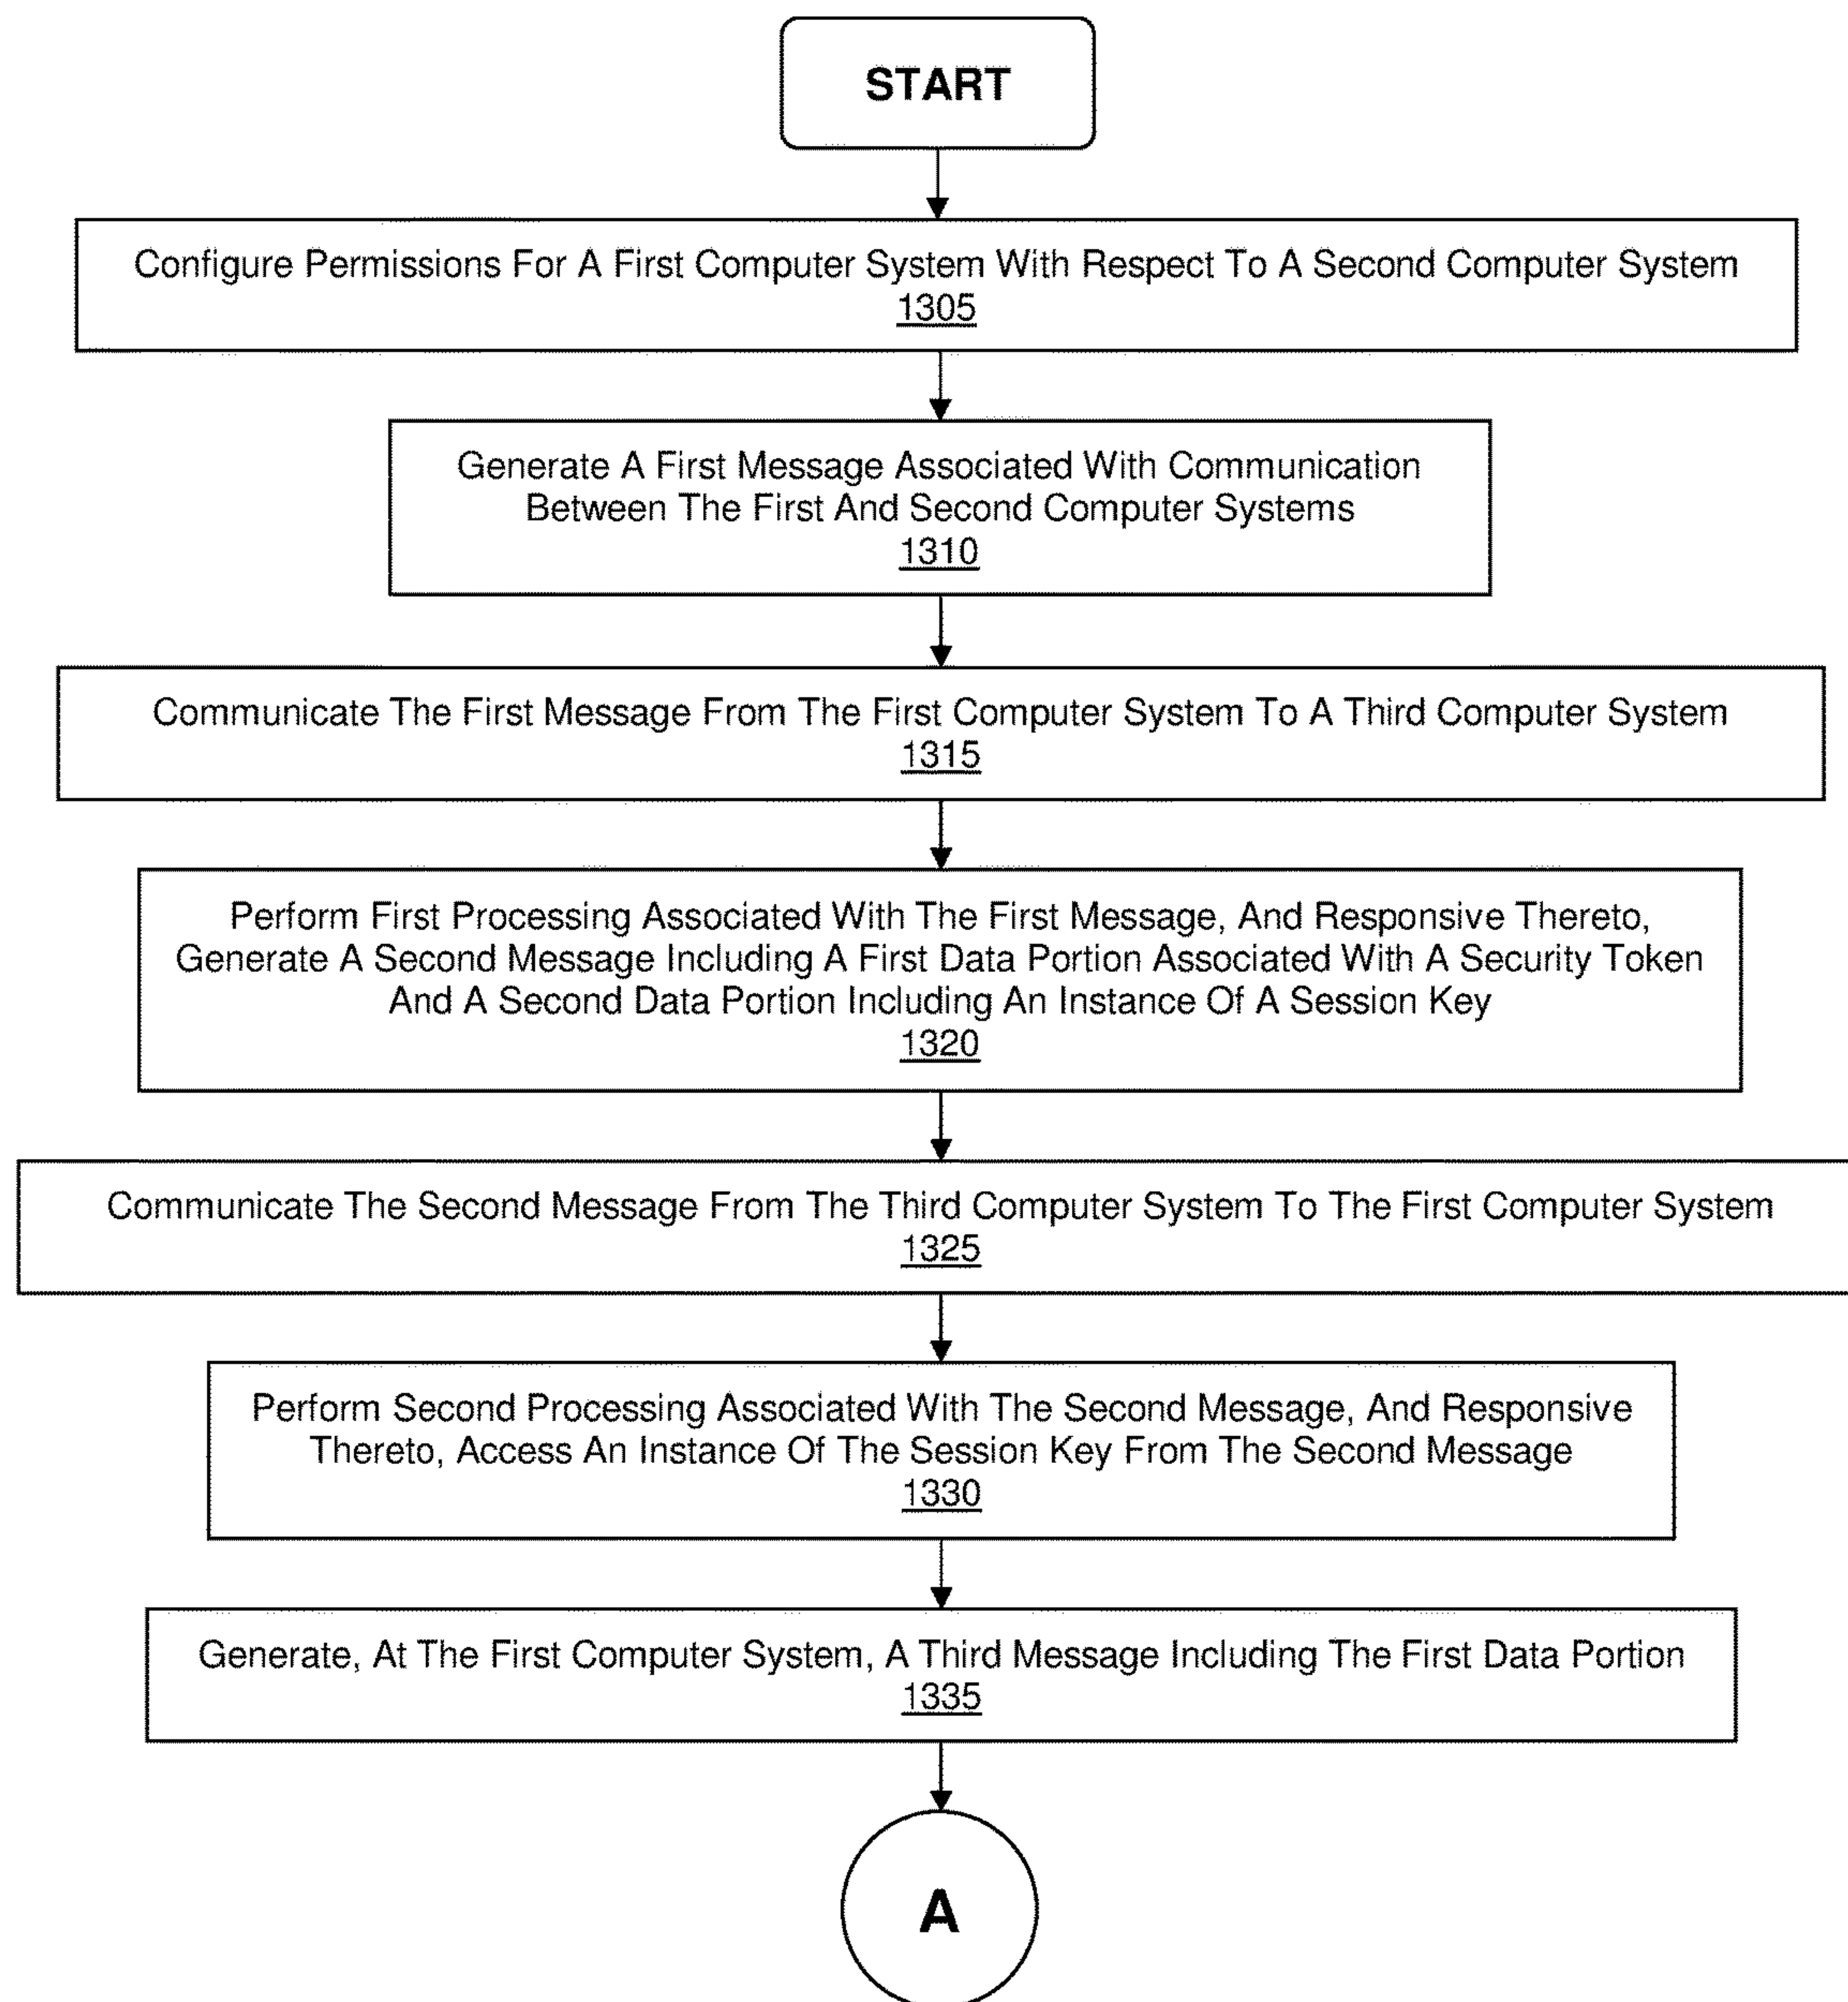 START
Configure Permissions For A First Computer System With Respect To A Second Computer System
1305
Generate A First Message Associated With Communication
Between The First And Second Computer Systems
1310
Communicate The First Message From The First Computer System To A Third Computer System
1315
Perform First Processing Associated With The First Message, And Responsive Thereto,
Generate A Second Message Including A First Data Portion Associated With A Security Token
And A Second Data Portion Including An Instance Of A Session Key
1320
Communicate The Second Message From The Third Computer System To The First Computer System
1325
Perform Second Processing Associated With The Second Message, And Responsive
Thereto, Access An Instance Of The Session Key From The Second Message
1330
Generate, At The First Computer System, A Third Message Including The First Data Portion
1335
A